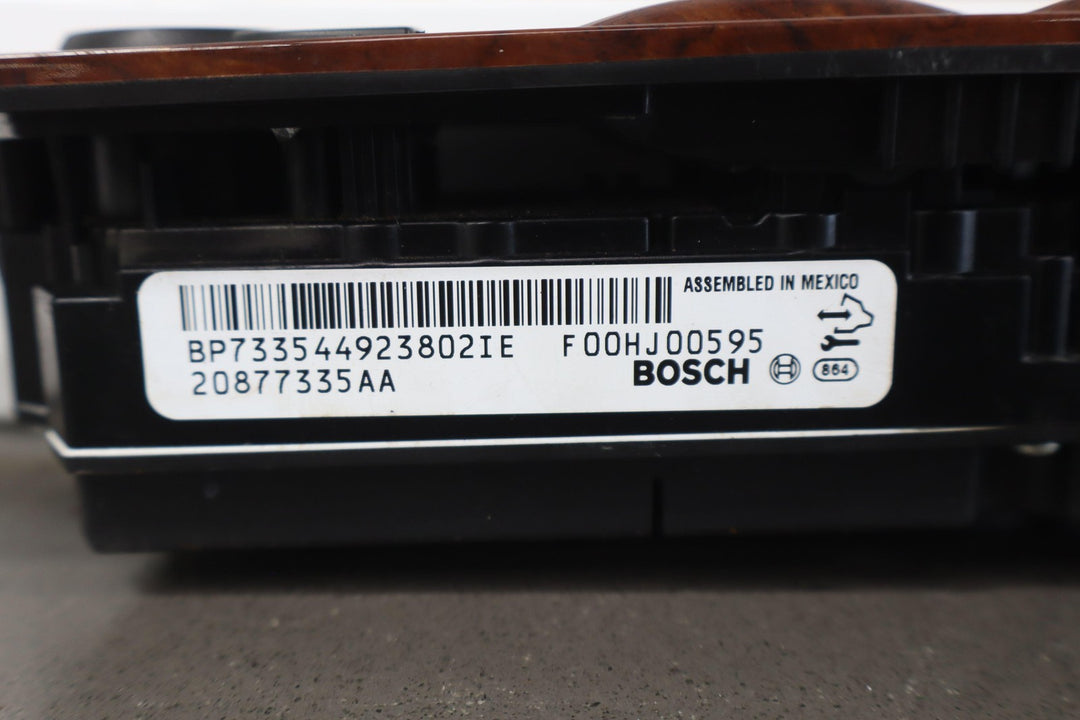 ASSEMBLED IN MEXICO
BP733544923802IE F00HJ00595
20877335AA BOSCH 864